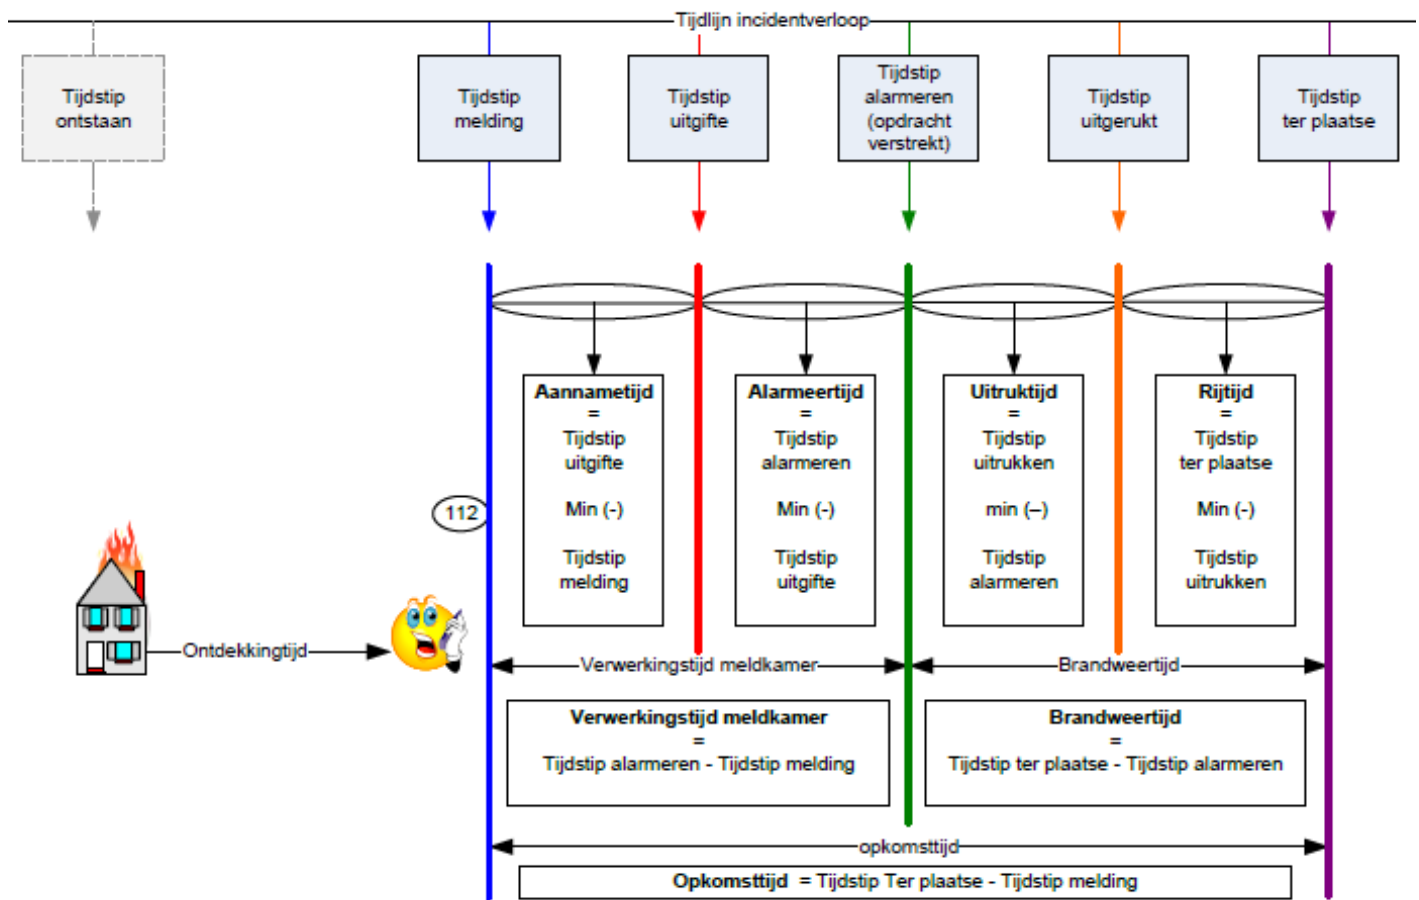 Tijdlijn incidentverloop
Tijdstip
ontstaan
Tijdstip
melding
Tijdstip
uitgifte
Tijdstip
alarmeren
(opdracht
verstrekt)
Tijdstip
uitgerukt
Tijdstip
ter plaatse
Aannametijd
=
Tijdstip
uitgifte
Min (-)
Tijdstip
melding
Alarmeertijd
=
Tijdstip
alarmeren
Min (-)
Tijdstip
uitgifte
Uitruktijd
=
Tijdstip
uitrukken
min (–)
Tijdstip
alarmeren
Rijtijd
=
Tijdstip
ter plaatse
Min (-)
Tijdstip
uitrukken
112
Ontdekkingtijd
Verwerkingstijd meldkamer
Brandweertijd
Verwerkingstijd meldkamer
=
Tijdstip alarmeren - Tijdstip melding
Brandweertijd
=
Tijdstip ter plaatse - Tijdstip alarmeren
opkomsttijd
Opkomsttijd = Tijdstip Ter plaatse - Tijdstip melding